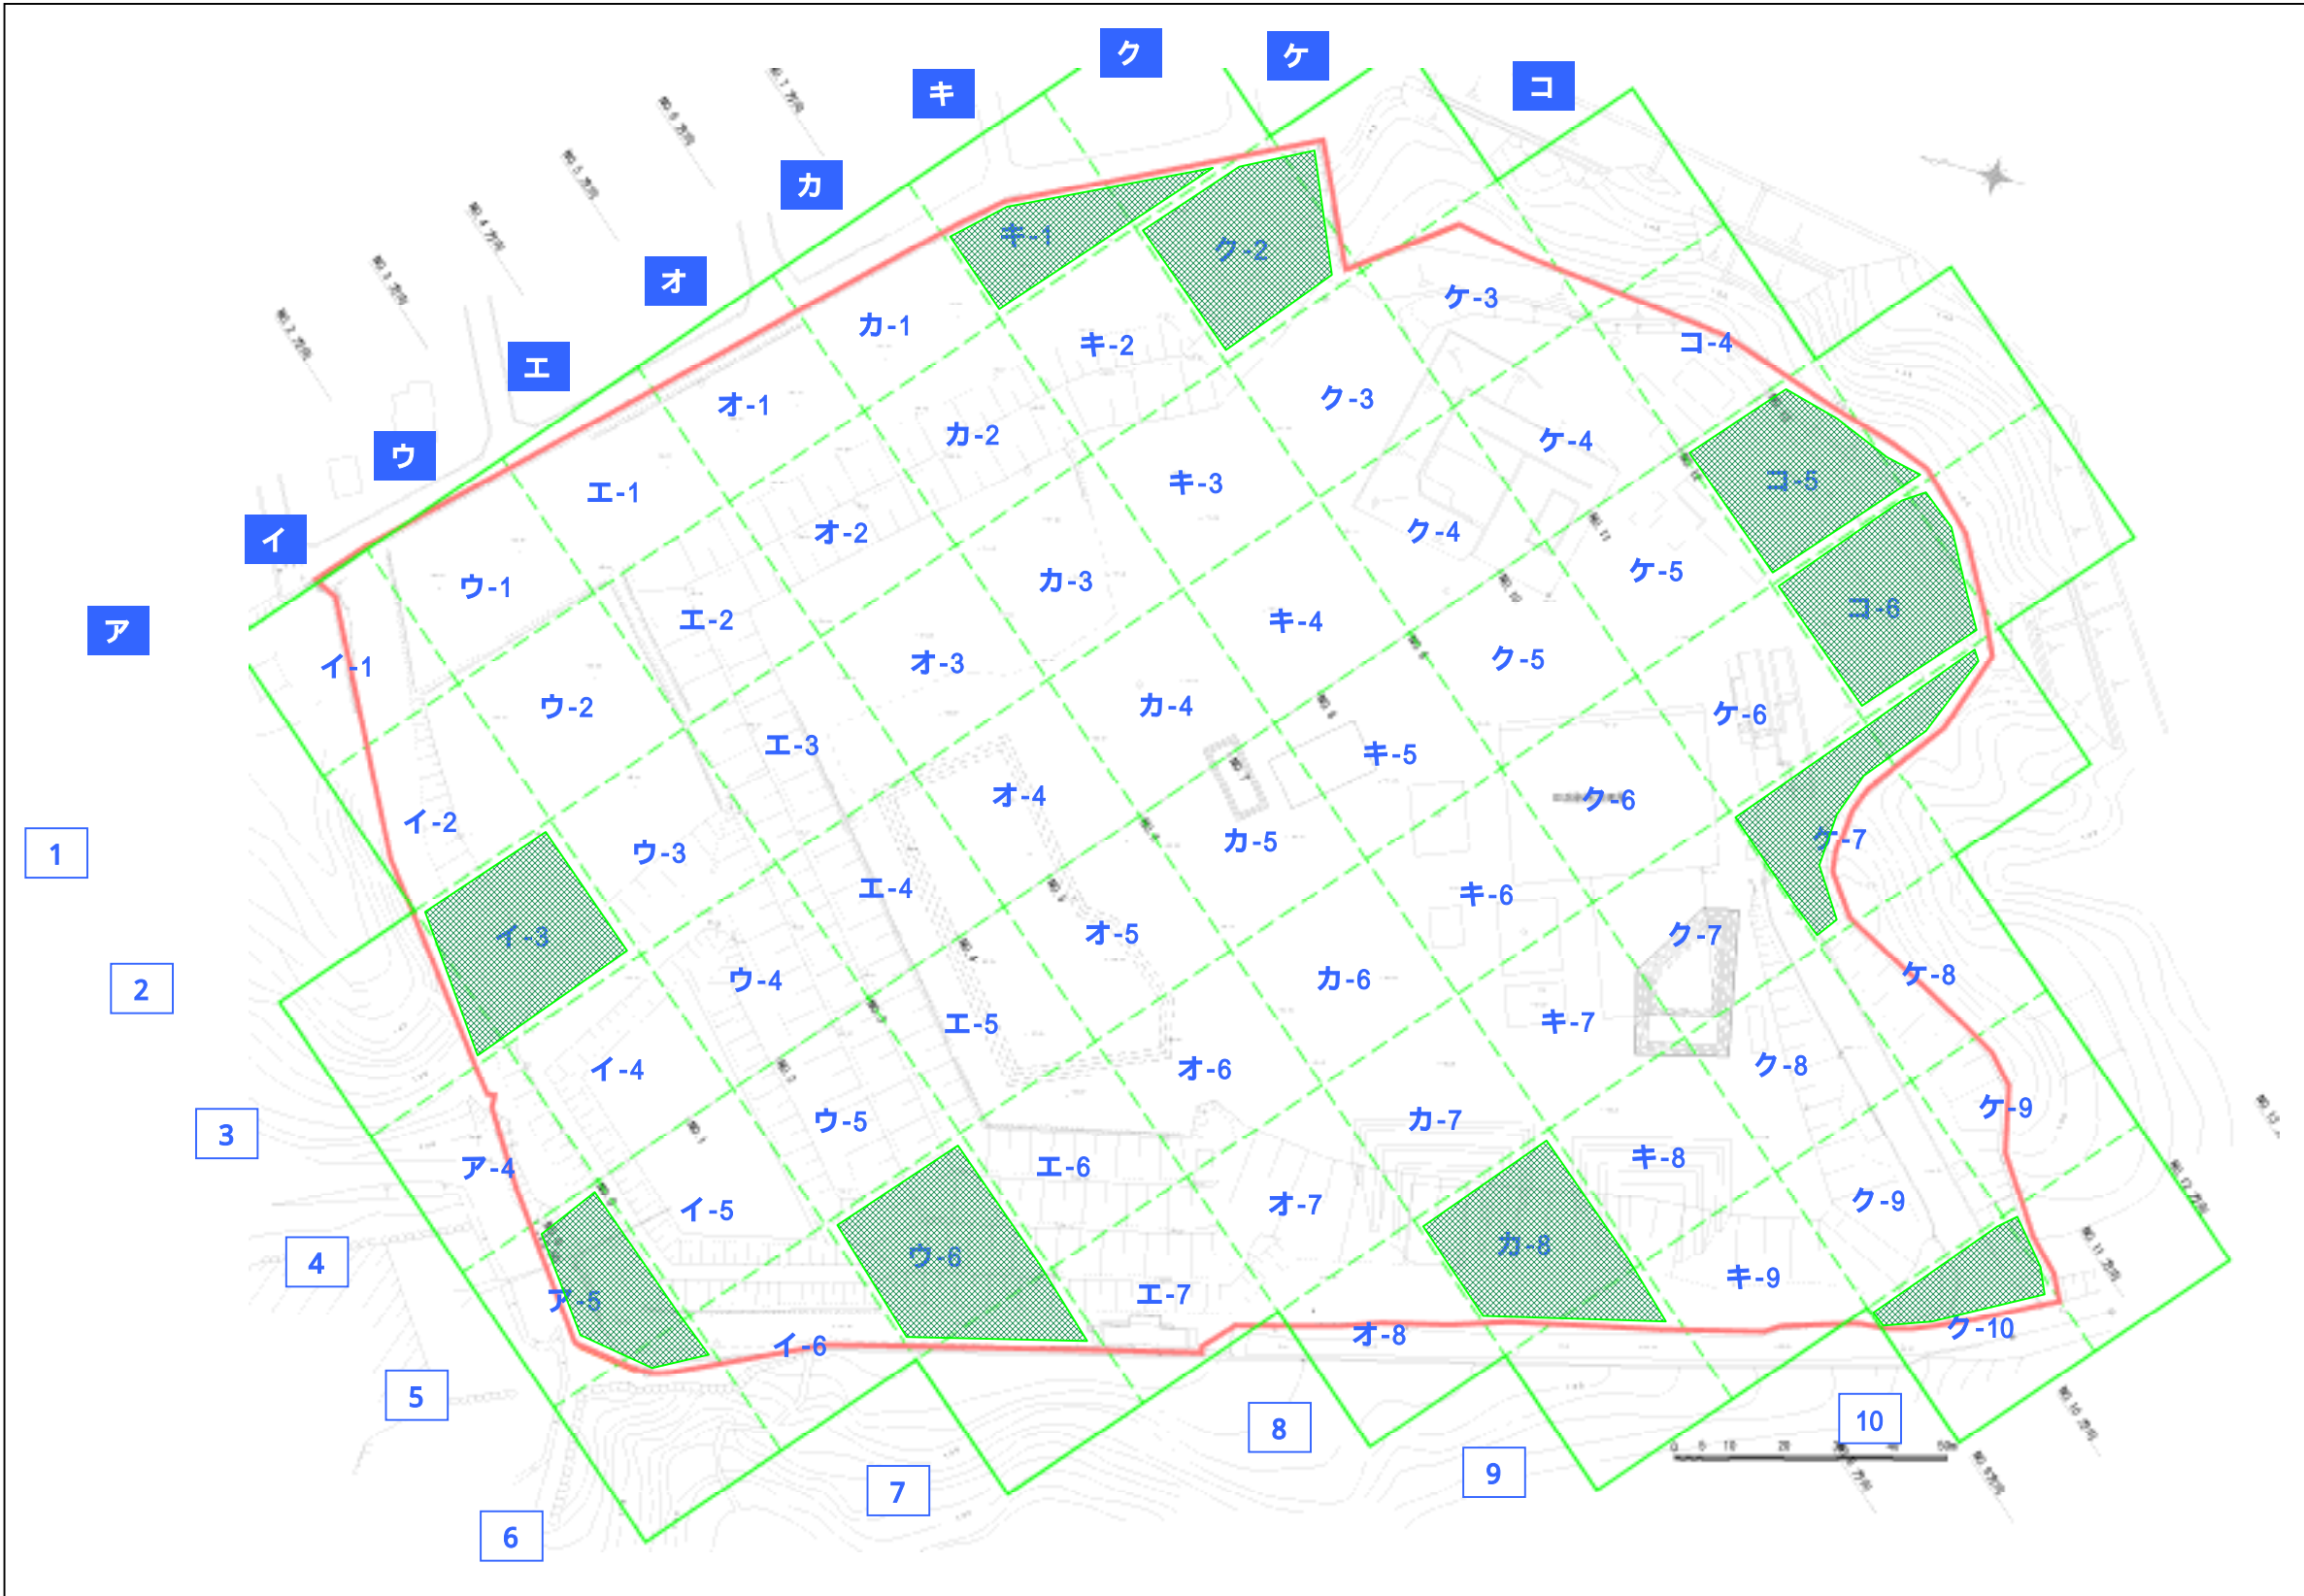 ク
ケ
コ
キ
カ
オ
エ
ウ
イ
ア
キ-1
ク-2
ケ-3
カ-1
キ-2
コ-4
オ-1
ク-3
カ-2
ケ-4
エ-1
キ-3
コ-5
オ-2
ク-4
ウ-1
カ-3
ケ-5
エ-2
キ-4
コ-6
イ-1
オ-3
ク-5
ウ-2
カ-4
ケ-6
エ-3
キ-5
イ-2
オ-4
ク-6
ウ-3
カ-5
ケ-7
1
エ-4
キ-6
イ-3
オ-5
ク-7
2
ウ-4
カ-6
ケ-8
エ-5
キ-7
イ-4
オ-6
ク-8
3
ウ-5
カ-7
ケ-9
ア-4
エ-6
キ-8
イ-5
オ-7
ク-9
4
ウ-6
カ-8
ア-5
エ-7
キ-9
イ-6
オ-8
ク-10
5
8
10
9
7
6